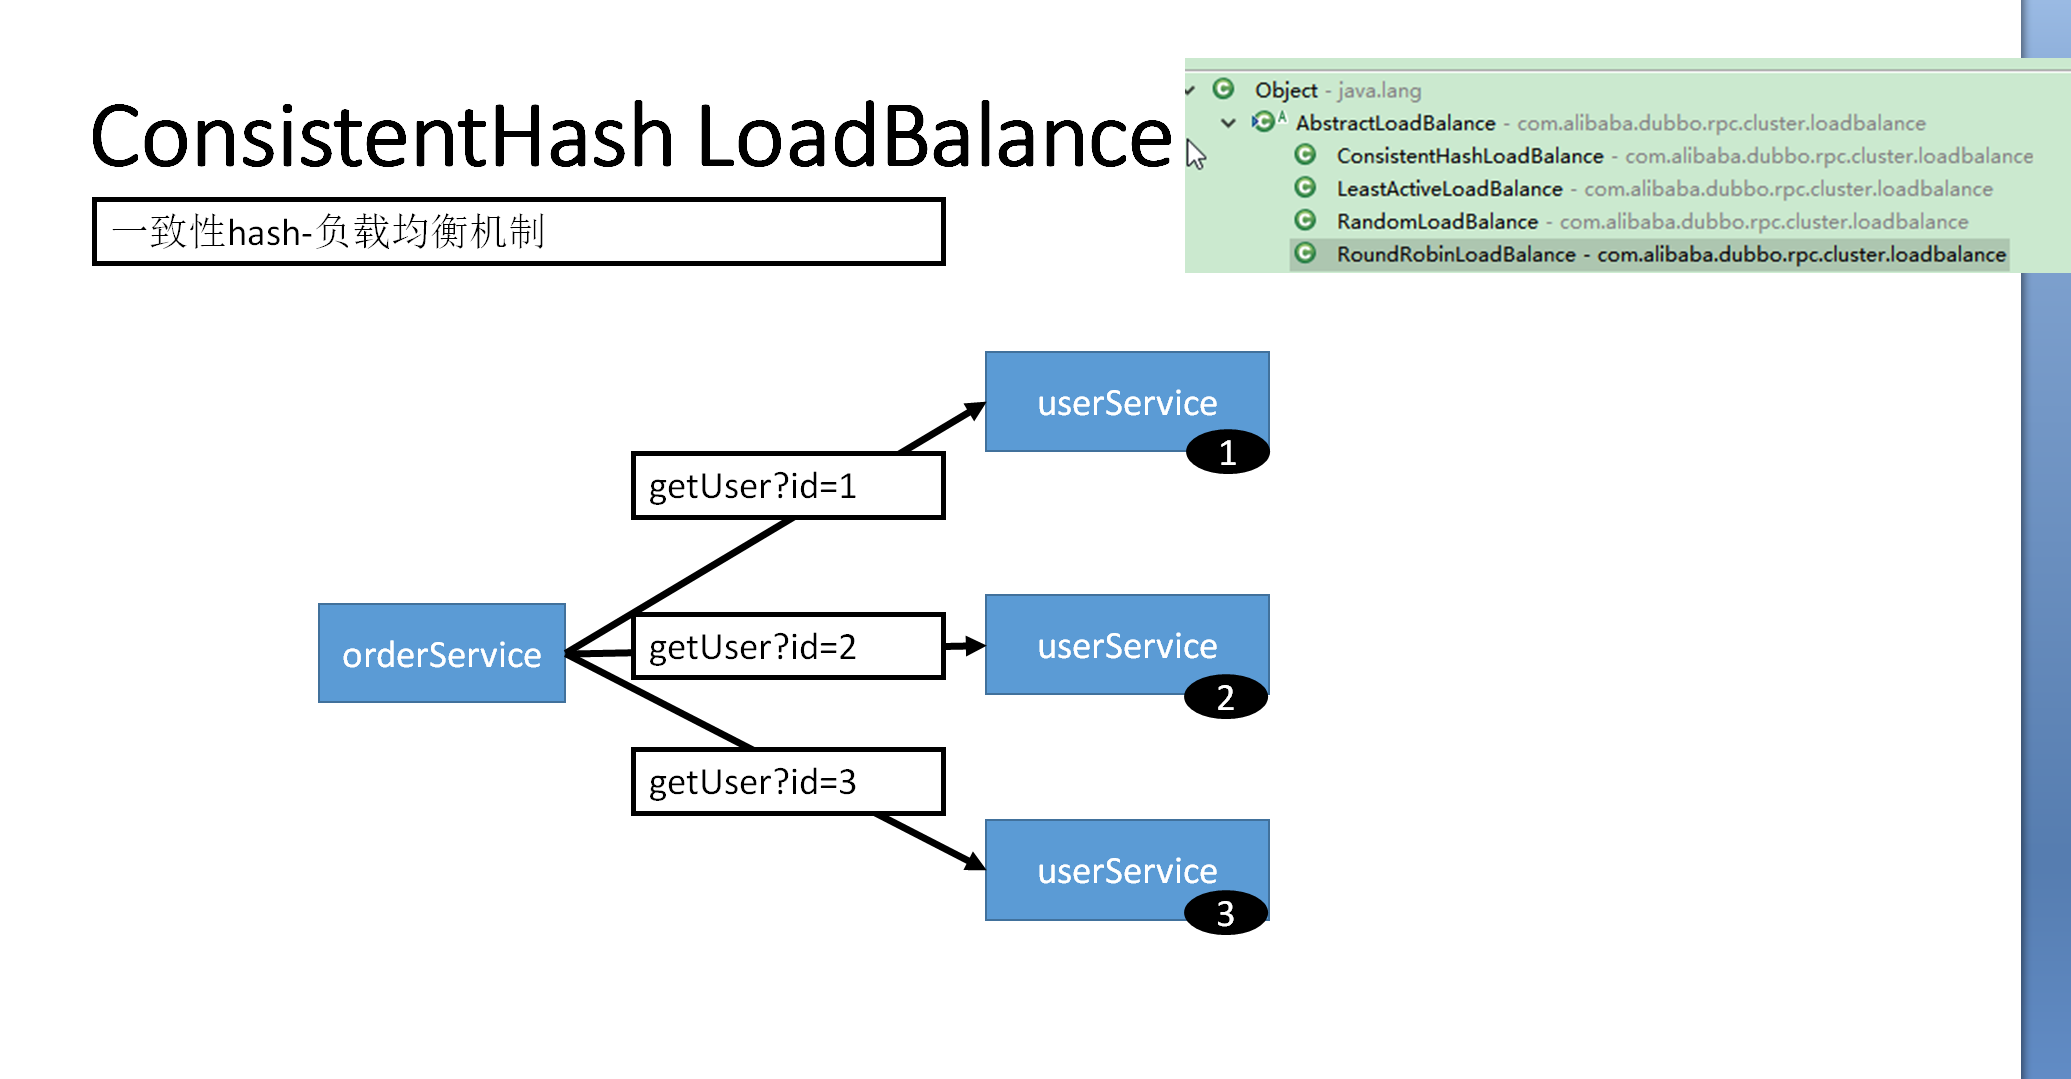 ConsistentHash LoadBalance
一致性hash-负载均衡机制
Object - java.lang
AbstractLoadBalance - com.alibaba.dubbo.rpc.cluster.loadbalance
ConsistentHashLoadBalance - com.alibaba.dubbo.rpc.cluster.loadbalance
LeastActiveLoadBalance - com.alibaba.dubbo.rpc.cluster.loadbalance
RandomLoadBalance - com.alibaba.dubbo.rpc.cluster.loadbalance
RoundRobinLoadBalance - com.alibaba.dubbo.rpc.cluster.loadbalance
userService
1
getUser?id=1
orderService
getUser?id=2
userService
2
getUser?id=3
userService
3